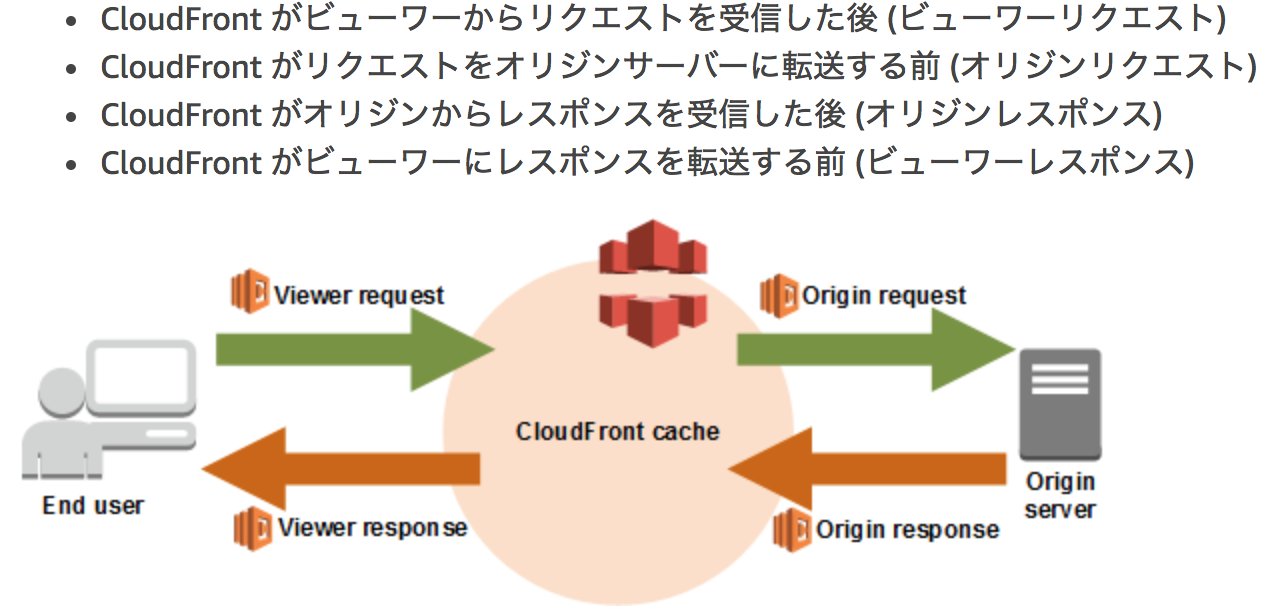 • CloudFront がビューワーからリクエストを受信した後 (ビューワーリクエスト)
• CloudFront がリクエストをオリジンサーバーに転送する前 (オリジンリクエスト)
• CloudFront がオリジンからレスポンスを受信した後 (オリジンレスポンス)
• CloudFront がビューワーにレスポンスを転送する前 (ビューワーレスポンス)
Viewer request
Origin request
CloudFront cache
End user
Origin
server
Viewer response
Origin response